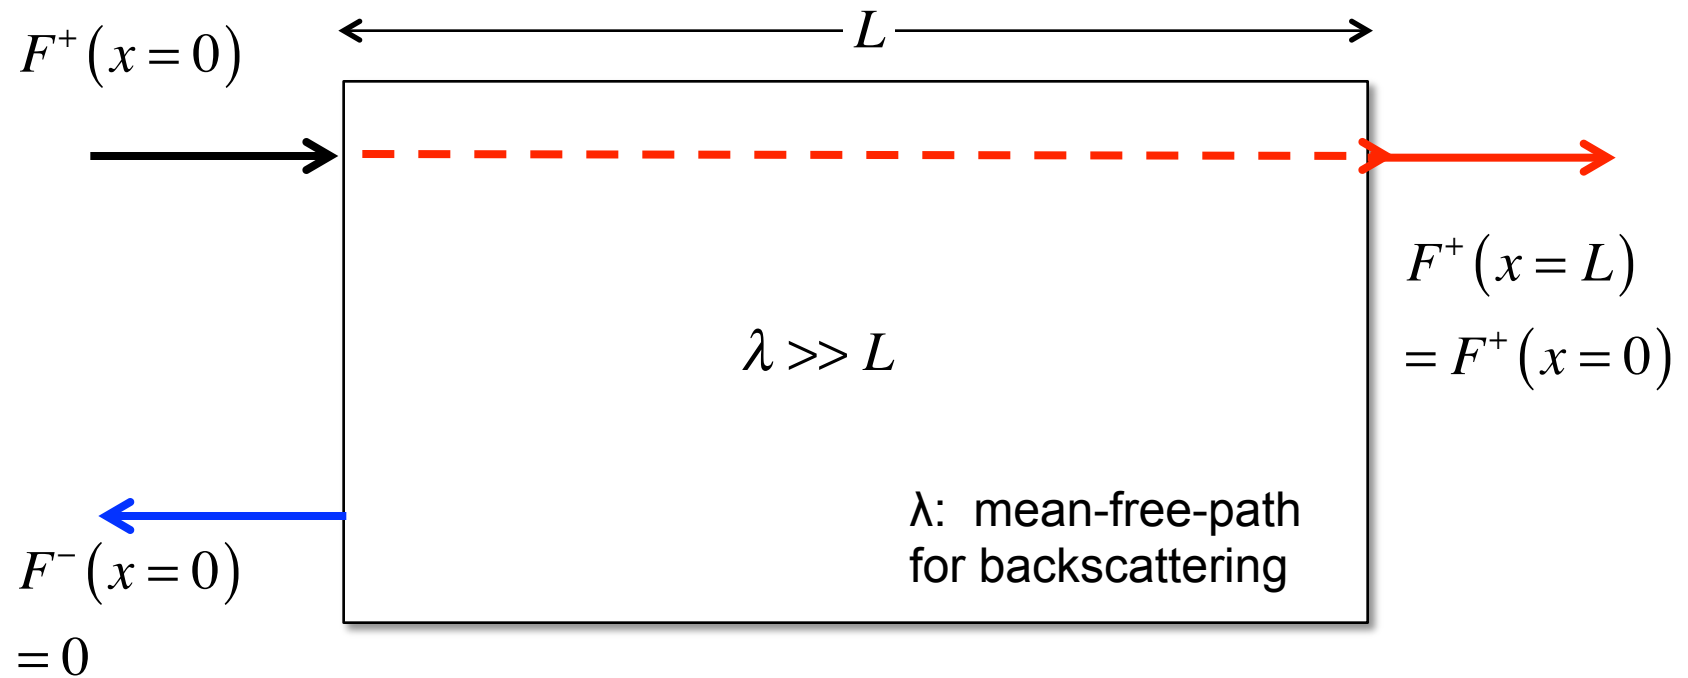 L
F⁺(x = 0)
F⁺(x = L)
= F⁺(x = 0)
λ >> L
λ: mean-free-path
for backscattering
F⁻(x = 0)
= 0